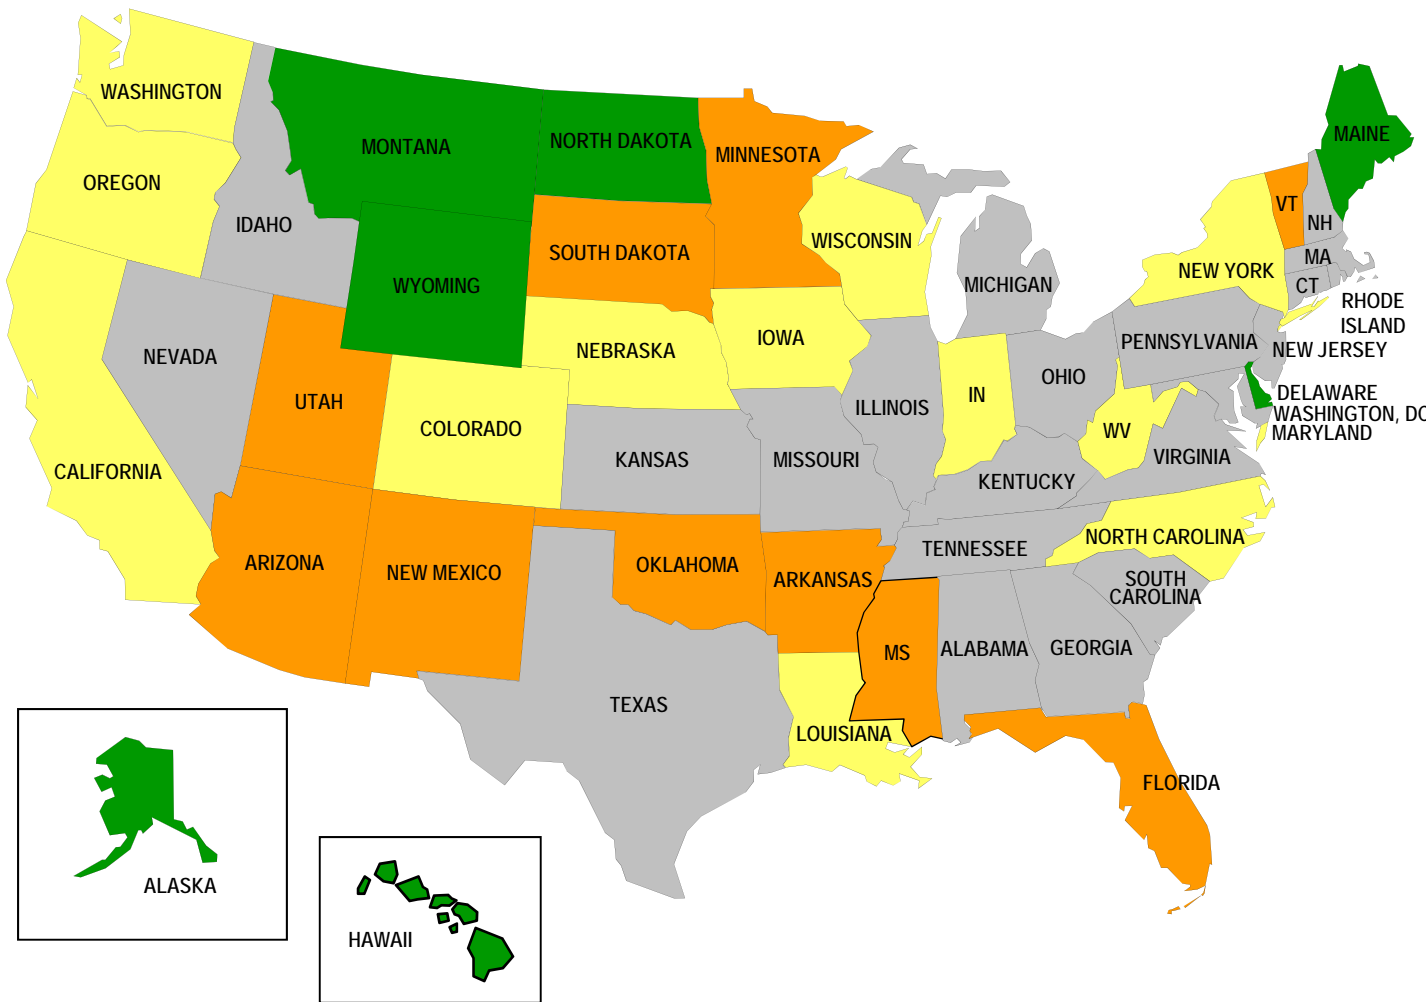 WASHINGTON
MONTANA
NORTH DAKOTA
MINNESOTA
MAINE
OREGON
IDAHO
WYOMING
SOUTH DAKOTA
WISCONSIN
MICHIGAN
NEW YORK
VT
NH
MA
CT
RHODE
ISLAND
NEVADA
UTAH
COLORADO
NEBRASKA
IOWA
ILLINOIS
IN
OHIO
PENNSYLVANIA
NEW JERSEY
DELAWARE
WASHINGTON, DC
MARYLAND
WV
VIRGINIA
CALIFORNIA
KANSAS
MISSOURI
KENTUCKY
ARIZONA
NEW MEXICO
OKLAHOMA
ARKANSAS
TENNESSEE
NORTH CAROLINA
SOUTH
CAROLINA
TEXAS
LOUISIANA
MS
ALABAMA
GEORGIA
FLORIDA
ALASKA
HAWAII